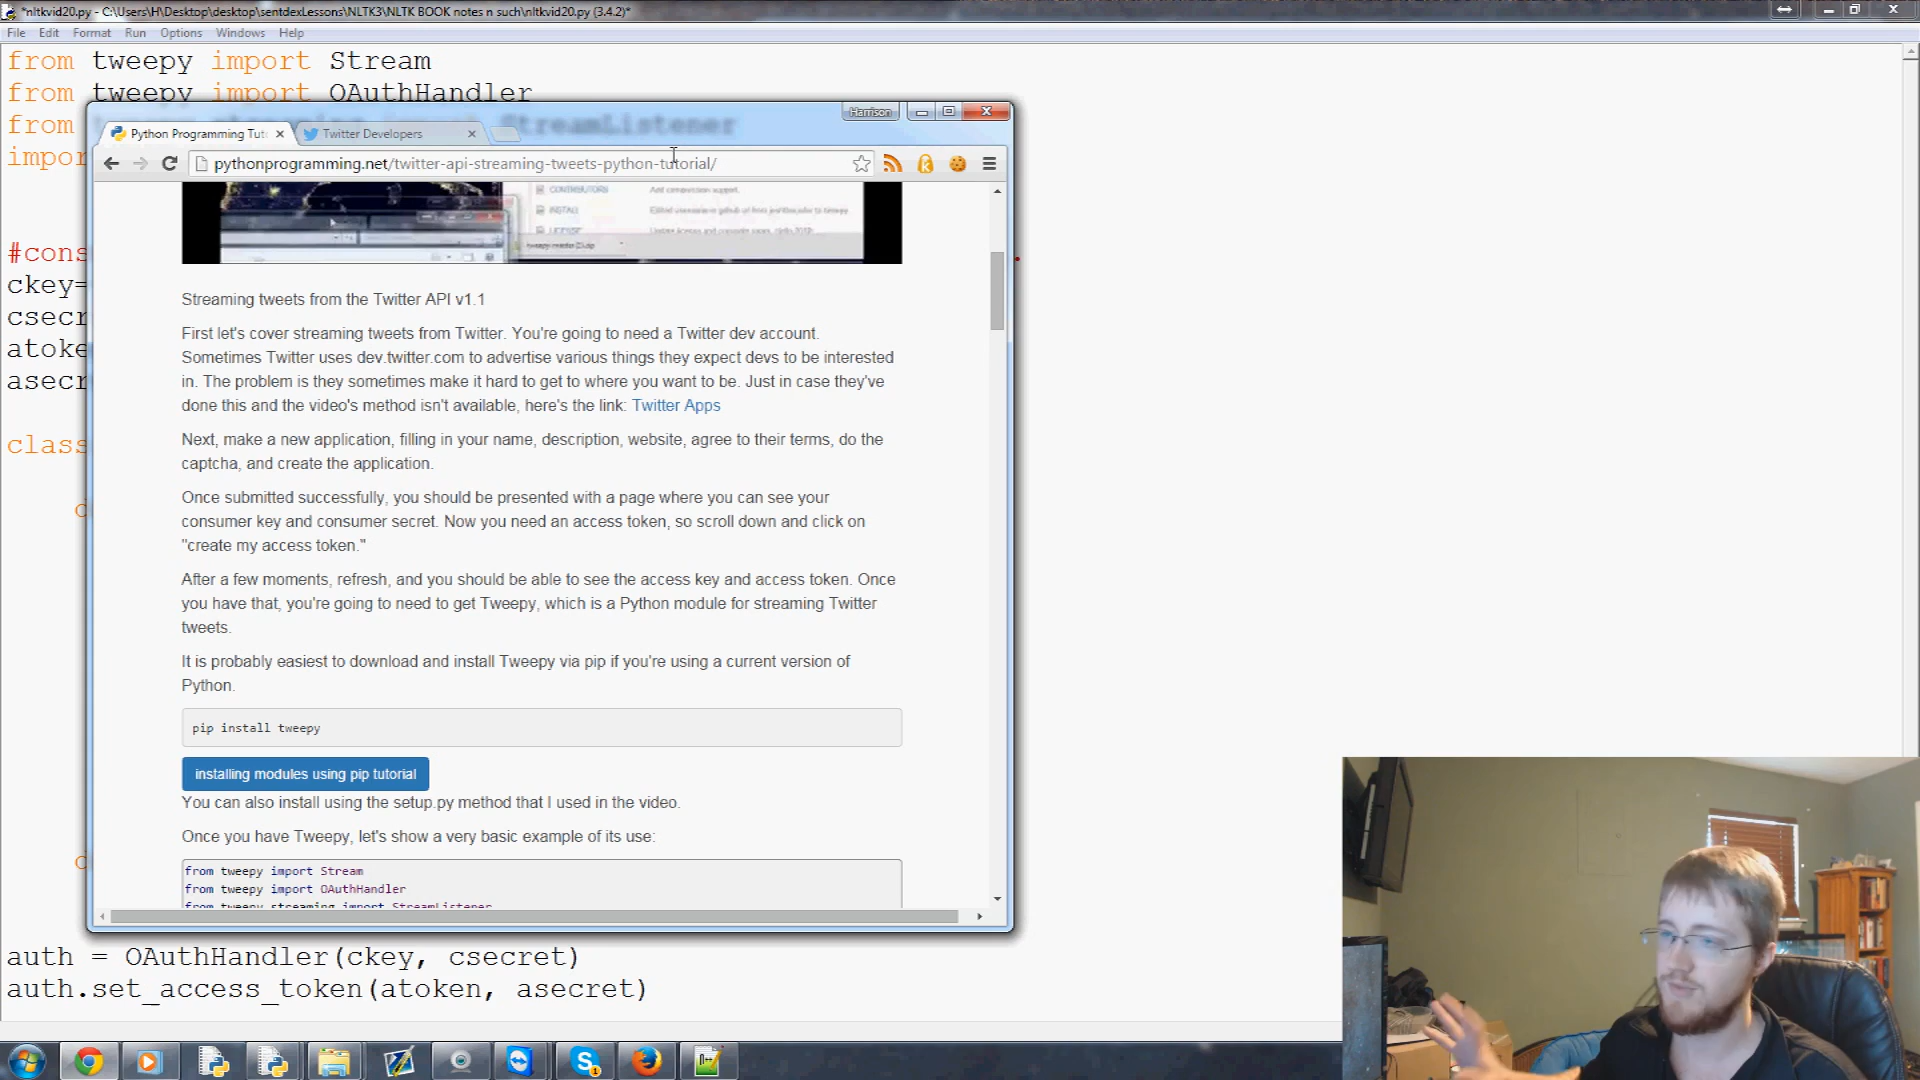 *nltkvid20.py - C:\Users\H\Desktop\desktop\sentdexLessons\NLTK3\NLTK BOOK notes n such\nltkvid20.py (3.4.2)*
File Edit Format Run Options Windows Help
from tweepy import Stream
from tweepy import OAuthHandler
from StreamListener
impor
Harrison
Python Programming Tut
Twitter Developers
pythonprogramming.net/twitter-api-streaming-tweets-python-tutorial/
CONTRIBUTORS
INSTALL
LICENSE
#cons
ckey=
csecr
atoke
asecr
class
d
d
Streaming tweets from the Twitter API v1.1
First let's cover streaming tweets from Twitter. You're going to need a Twitter dev account.
Sometimes Twitter uses dev.twitter.com to advertise various things they expect devs to be interested
in. The problem is they sometimes make it hard to get to where you want to be. Just in case they've
done this and the video's method isn't available, here's the link: Twitter Apps
Next, make a new application, filling in your name, description, website, agree to their terms, do the
captcha, and create the application.
Once submitted successfully, you should be presented with a page where you can see your
consumer key and consumer secret. Now you need an access token, so scroll down and click on
"create my access token."
After a few moments, refresh, and you should be able to see the access key and access token. Once
you have that, you're going to need to get Tweepy, which is a Python module for streaming Twitter
tweets.
It is probably easiest to download and install Tweepy via pip if you're using a current version of
Python.
pip install tweepy
installing modules using pip tutorial
You can also install using the setup.py method that I used in the video.
Once you have Tweepy, let's show a very basic example of its use:
from tweepy import Stream
from tweepy import OAuthHandler
from tweepy streaming import StreamListener
auth = OAuthHandler(ckey, csecret)
auth.set_access_token(atoken, asecret)